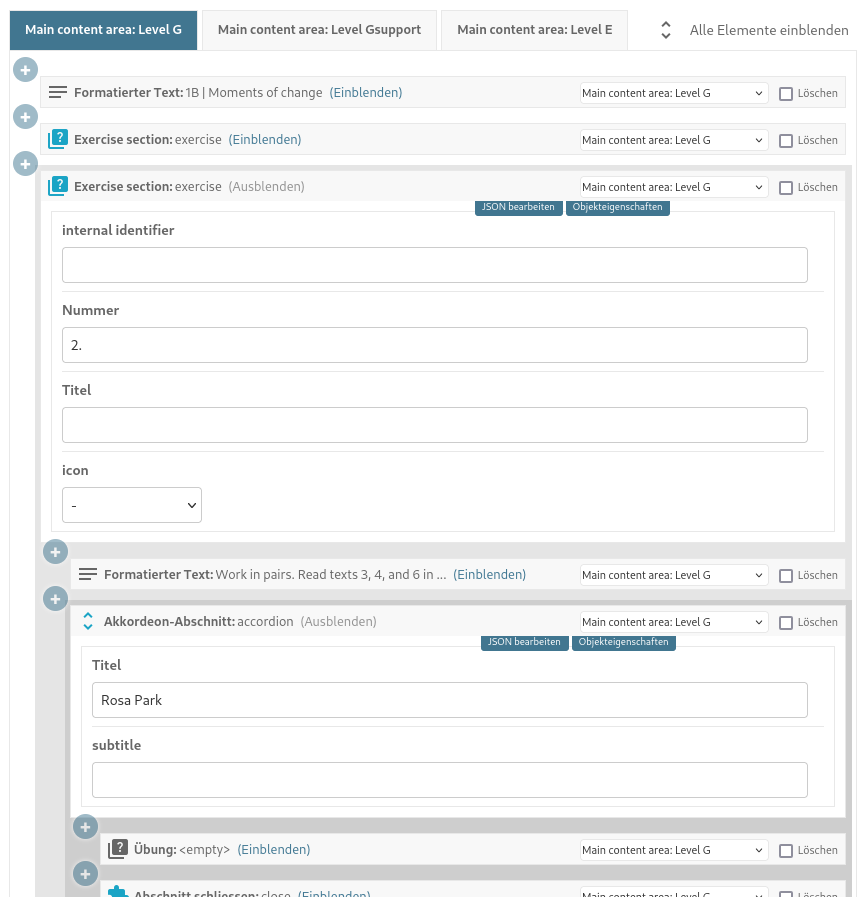 Main content area: Level G Main content area: Level Gsupport Main content area: Level E Alle Elemente einblenden
Formatierter Text: 1B | Moments of change (Einblenden) Main content area: Level G Löschen
Exercise section: exercise (Einblenden) Main content area: Level G Löschen
Exercise section: exercise (Ausblenden) Main content area: Level G Löschen
JSON bearbeiten Objekteigenschaften
internal identifier
Nummer
2.
Titel
icon
-
Formatierter Text: Work in pairs. Read texts 3, 4, and 6 in ... (Einblenden) Main content area: Level G Löschen
Akkordeon-Abschnitt: accordion (Ausblenden) Main content area: Level G Löschen
JSON bearbeiten Objekteigenschaften
Titel
Rosa Park
subtitle
Übung: <empty> (Einblenden) Main content area: Level G Löschen
Abschnitt schliessen: close (Einblenden) Main content area: Level G Löschen